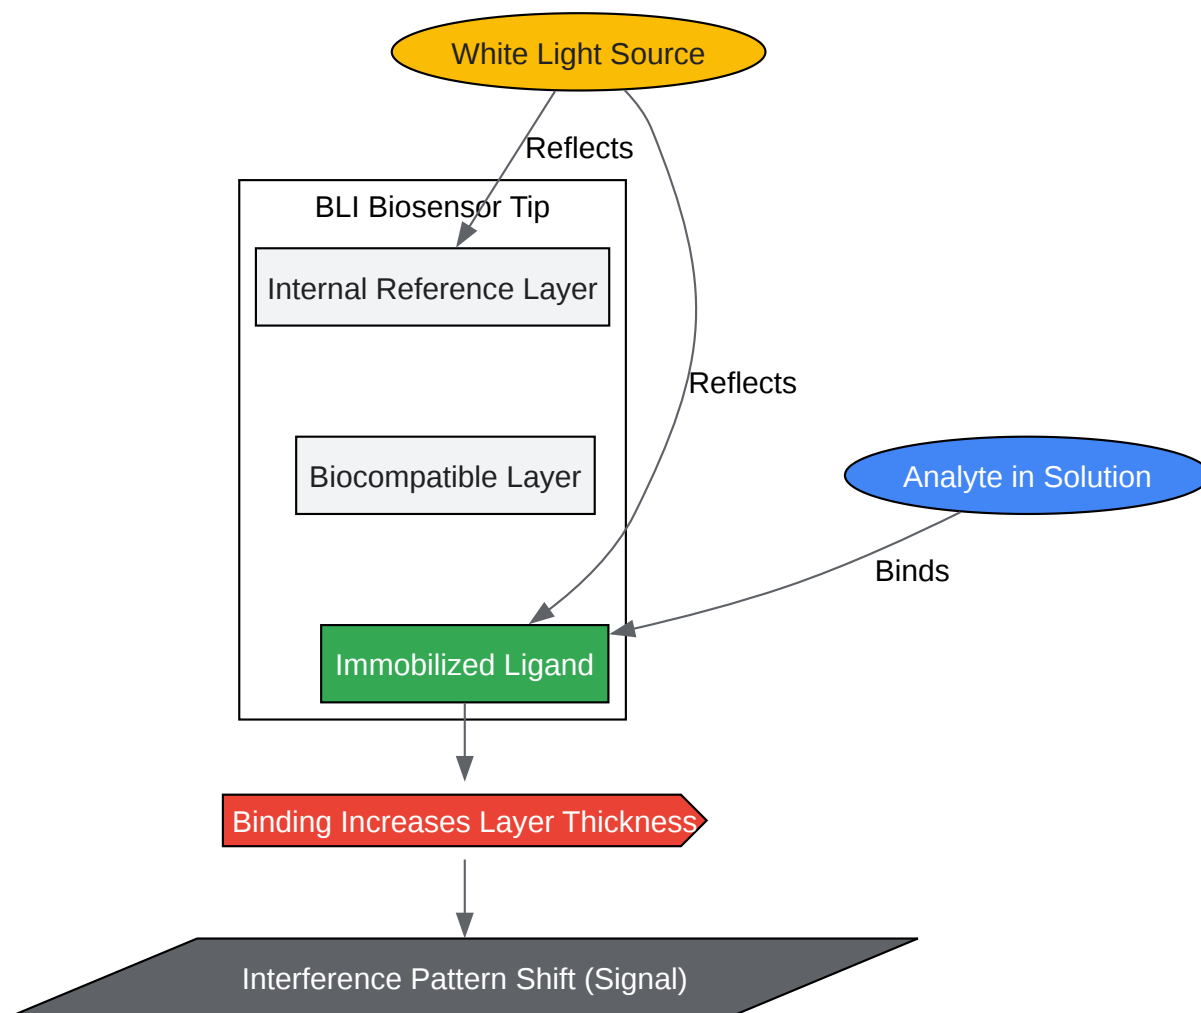 White Light Source
Reflects
BLI Biosensor Tip
Internal Reference Layer
Reflects
Biocompatible Layer
Analyte in Solution
Binds
Immobilized Ligand
Binding Increases Layer Thickness
Interference Pattern Shift (Signal)